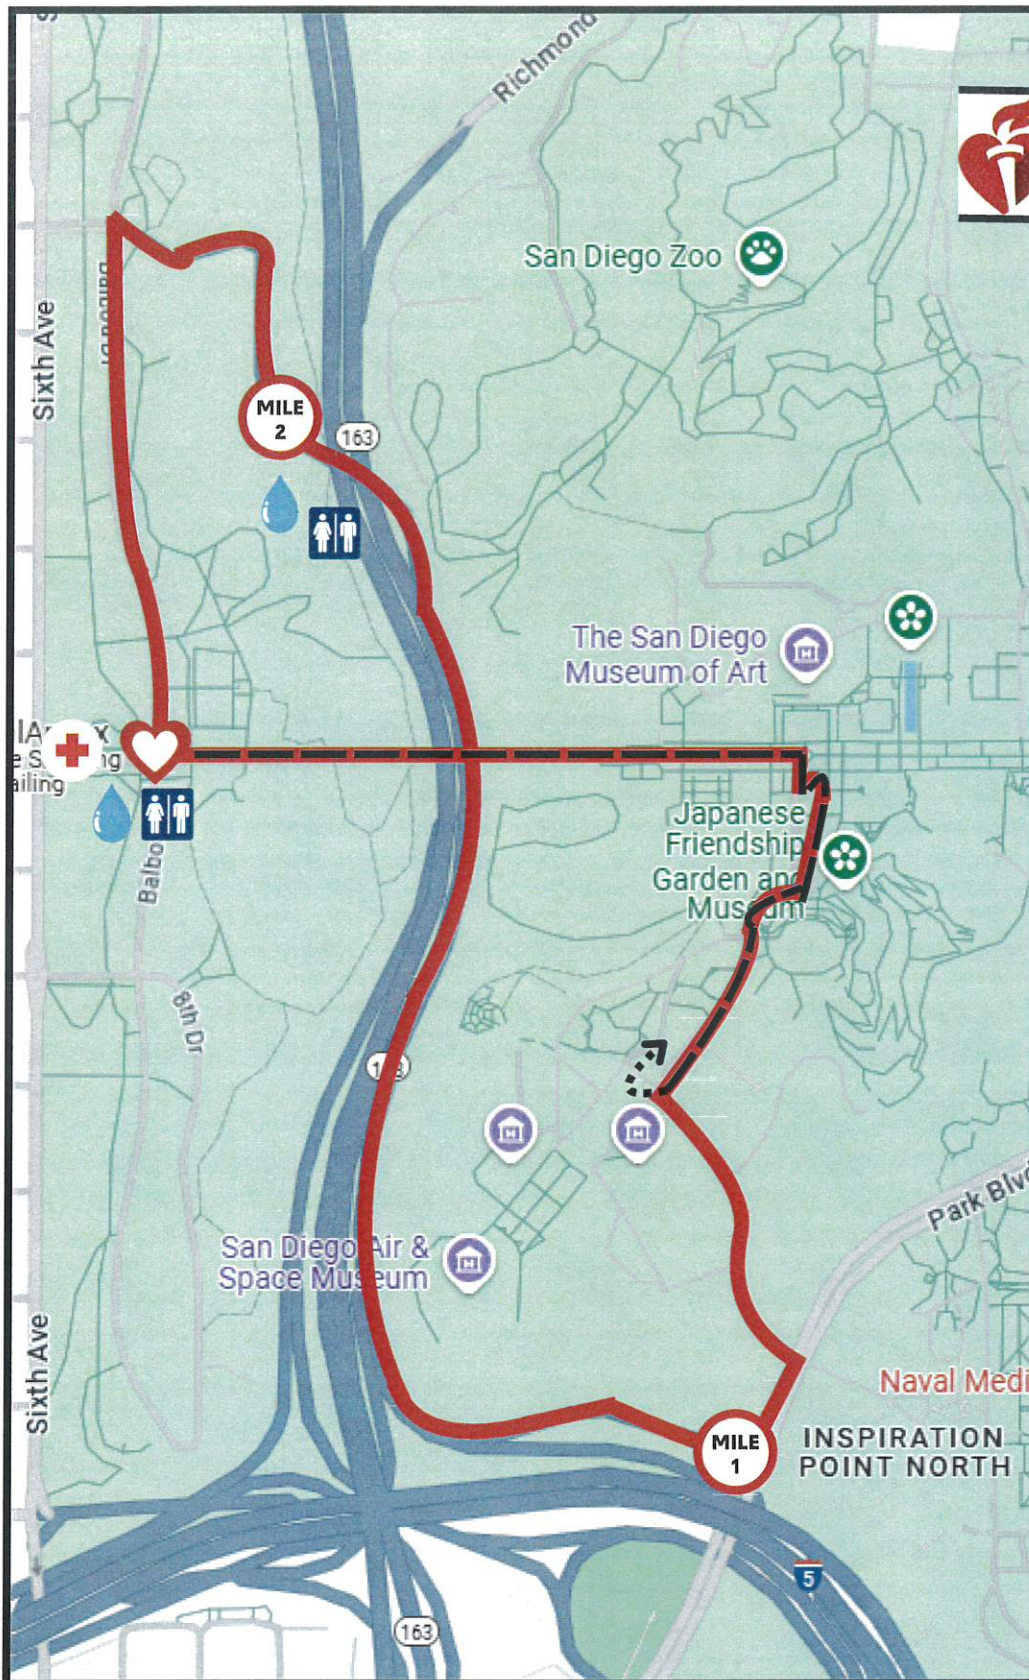 Richmond
San Diego Zoo
Sixth Ave
MILE
2
163
The San Diego
Museum of Art
ailing
Japanese
Friendship
Garden and
Museum
Balbo
8th Dr
Park Blvd
San Diego Air &
Space Museum
Sixth Ave
Naval Medi
MILE
1
INSPIRATION
POINT NORTH
5
163